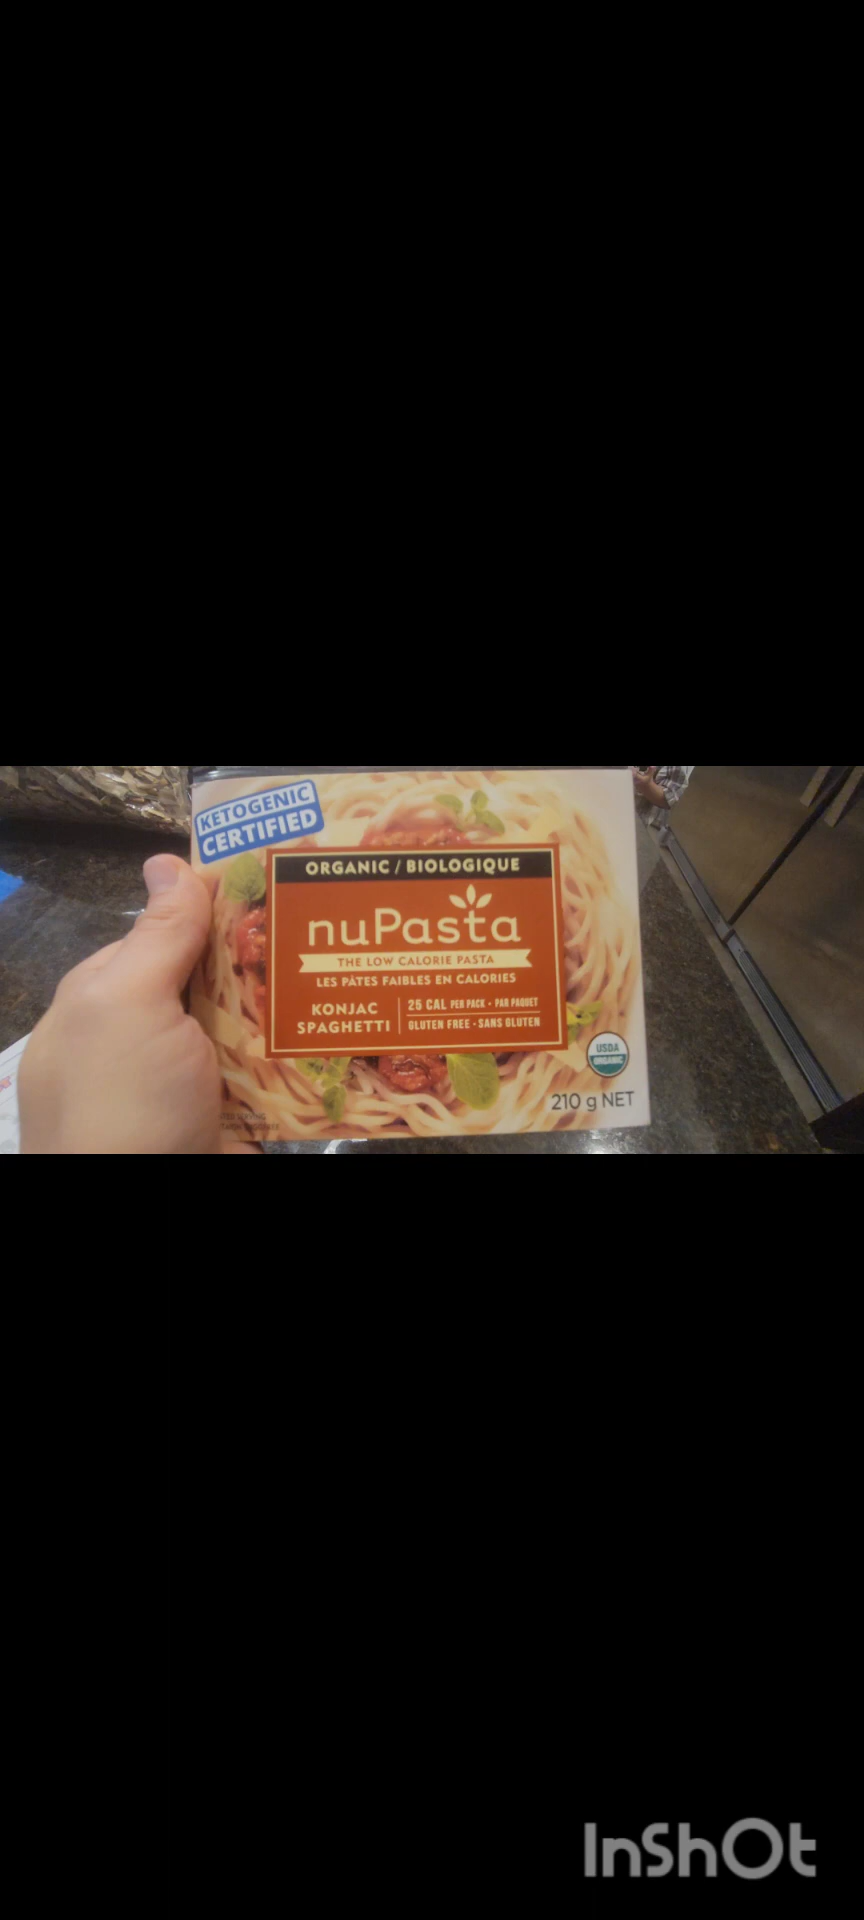 KETOGENIC
CERTIFIED
ORGANIC / BIOLOGIQUE
nuPasta
THE LOW CALORIE PASTA
LES PÂTES FAIBLES EN CALORIES
KONJAC
SPAGHETTI
25 CAL PER PACK • PAR PAQUET
GLUTEN FREE • SANS GLUTEN
USDA
ORGANIC
210 g NET
InShOt